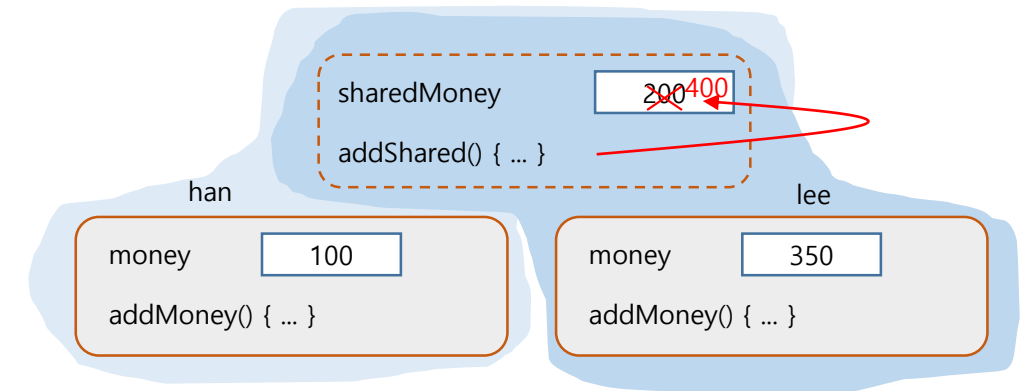 sharedMoney 200 400
addShared() { ... }
han lee
money 100 money 350
addMoney() { ... } addMoney() { ... }